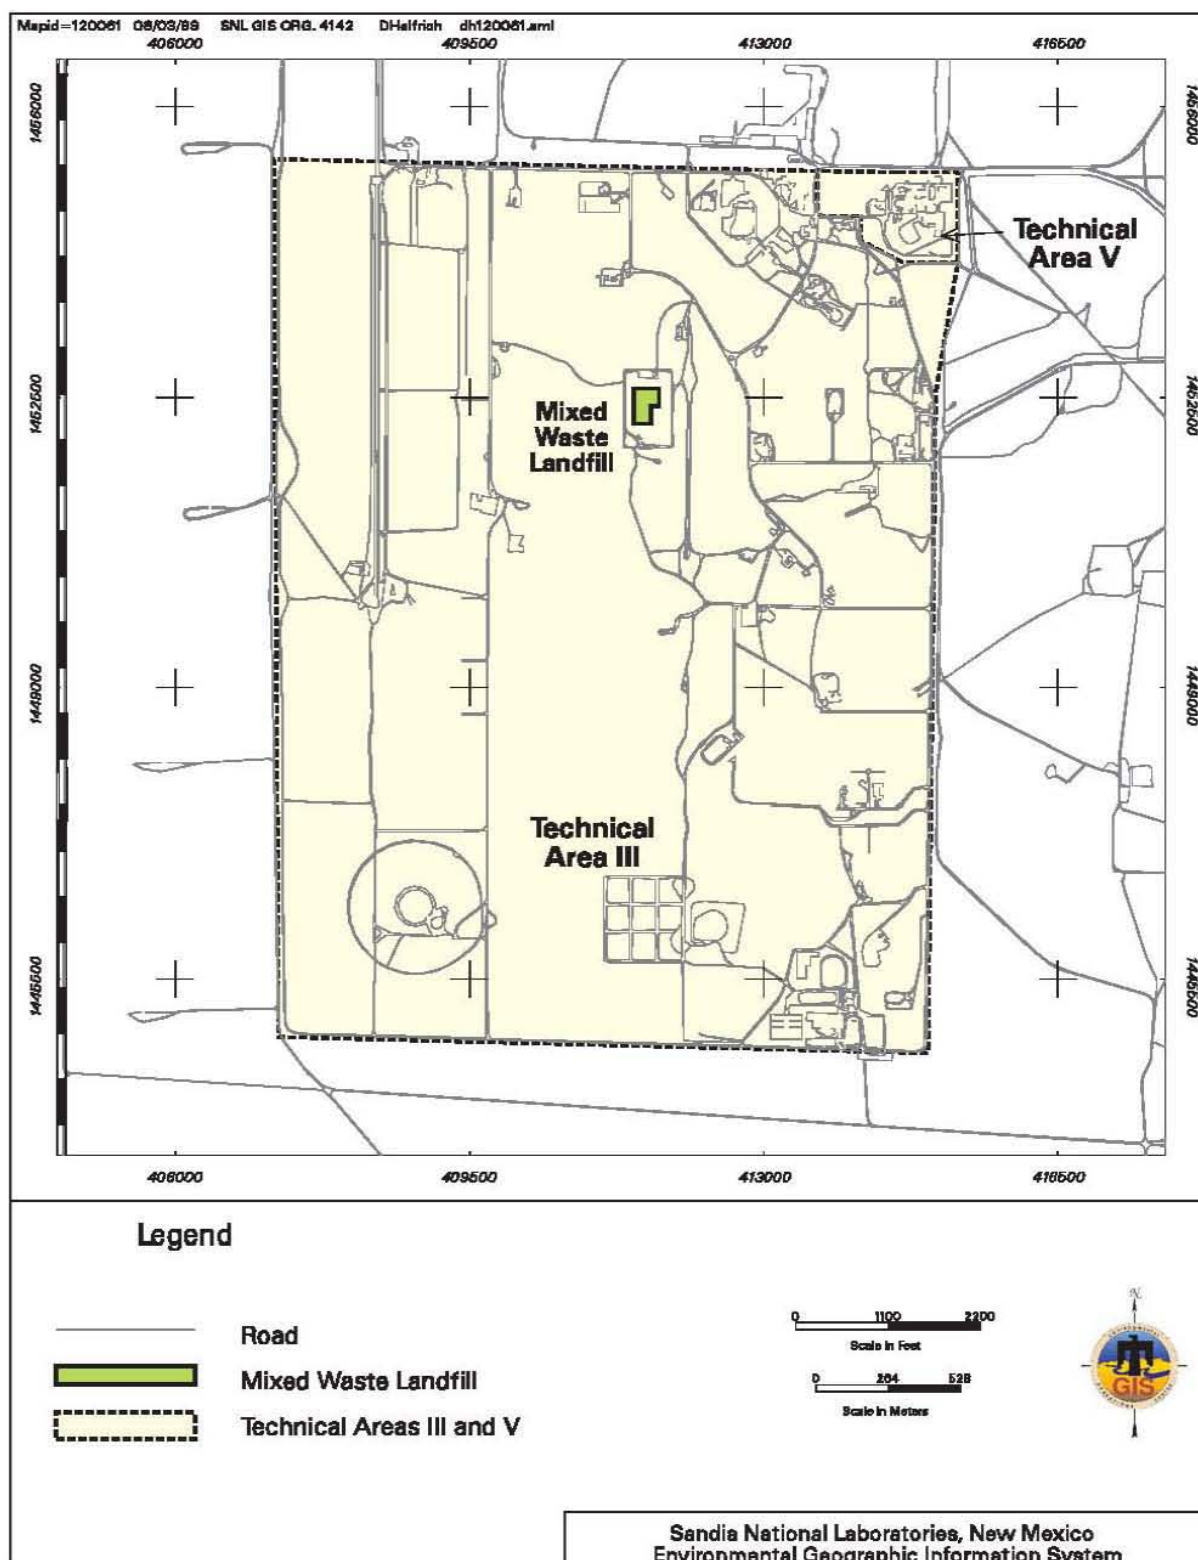 Mapid=120061 08/03/99 SNL GIS ORG. 4142 DHelfrich dh120061.aml
406000 409500 413000 416500
1456000 1456000
Technical
Area V
1452500 1452500
Mixed
Waste
Landfill
1449000 1449000
Technical
Area III
1445500 1445500
406000 409500 413000 416500
Legend
Road
Mixed Waste Landfill
Technical Areas III and V
0 1100 2200
Scale in Feet
0 264 528
Scale in Meters
N
GIS
Sandia National Laboratories, New Mexico
Environmental Geographic Information System